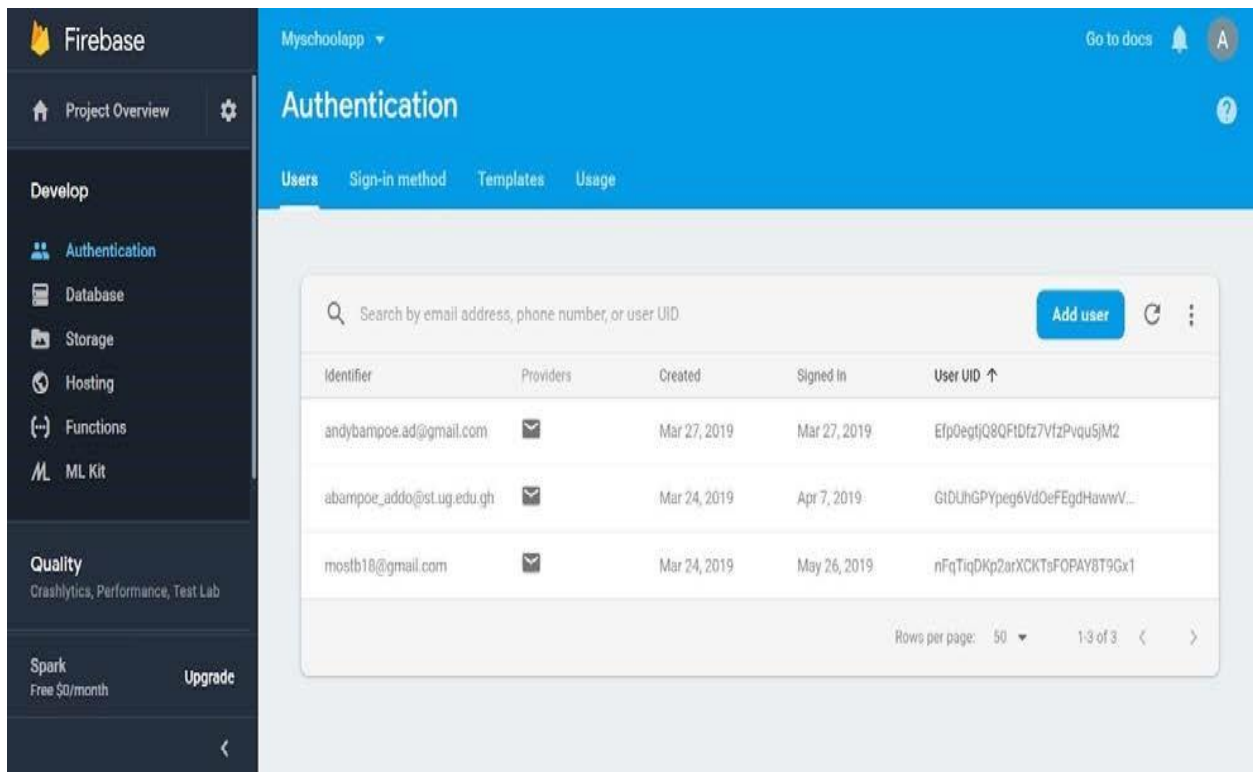 Firebase
Myschoolapp
Go to docs
A
Project Overview
Authentication
?
Users Sign-in method Templates Usage
Develop
Authentication
Database
Storage
Hosting
Functions
ML Kit
Quality
Crashlytics, Performance, Test Lab
Spark
Free $0/month
Upgrade
Search by email address, phone number, or user UID
Add user
Identifier Providers Created Signed In User UID
andybampoe.ad@gmail.com Mar 27, 2019 Mar 27, 2019 Efp0egtjQ8QFtDfz7VfzPvqu5jM2
abampoe_addo@st.ug.edu.gh Mar 24, 2019 Apr 7, 2019 GtDUhGPYpeg6VdOeFEgdHawwV...
mostb18@gmail.com Mar 24, 2019 May 26, 2019 nFqTiqDKp2arXCKTsFOPAY8T9Gx1
Rows per page: 50 1-3 of 3